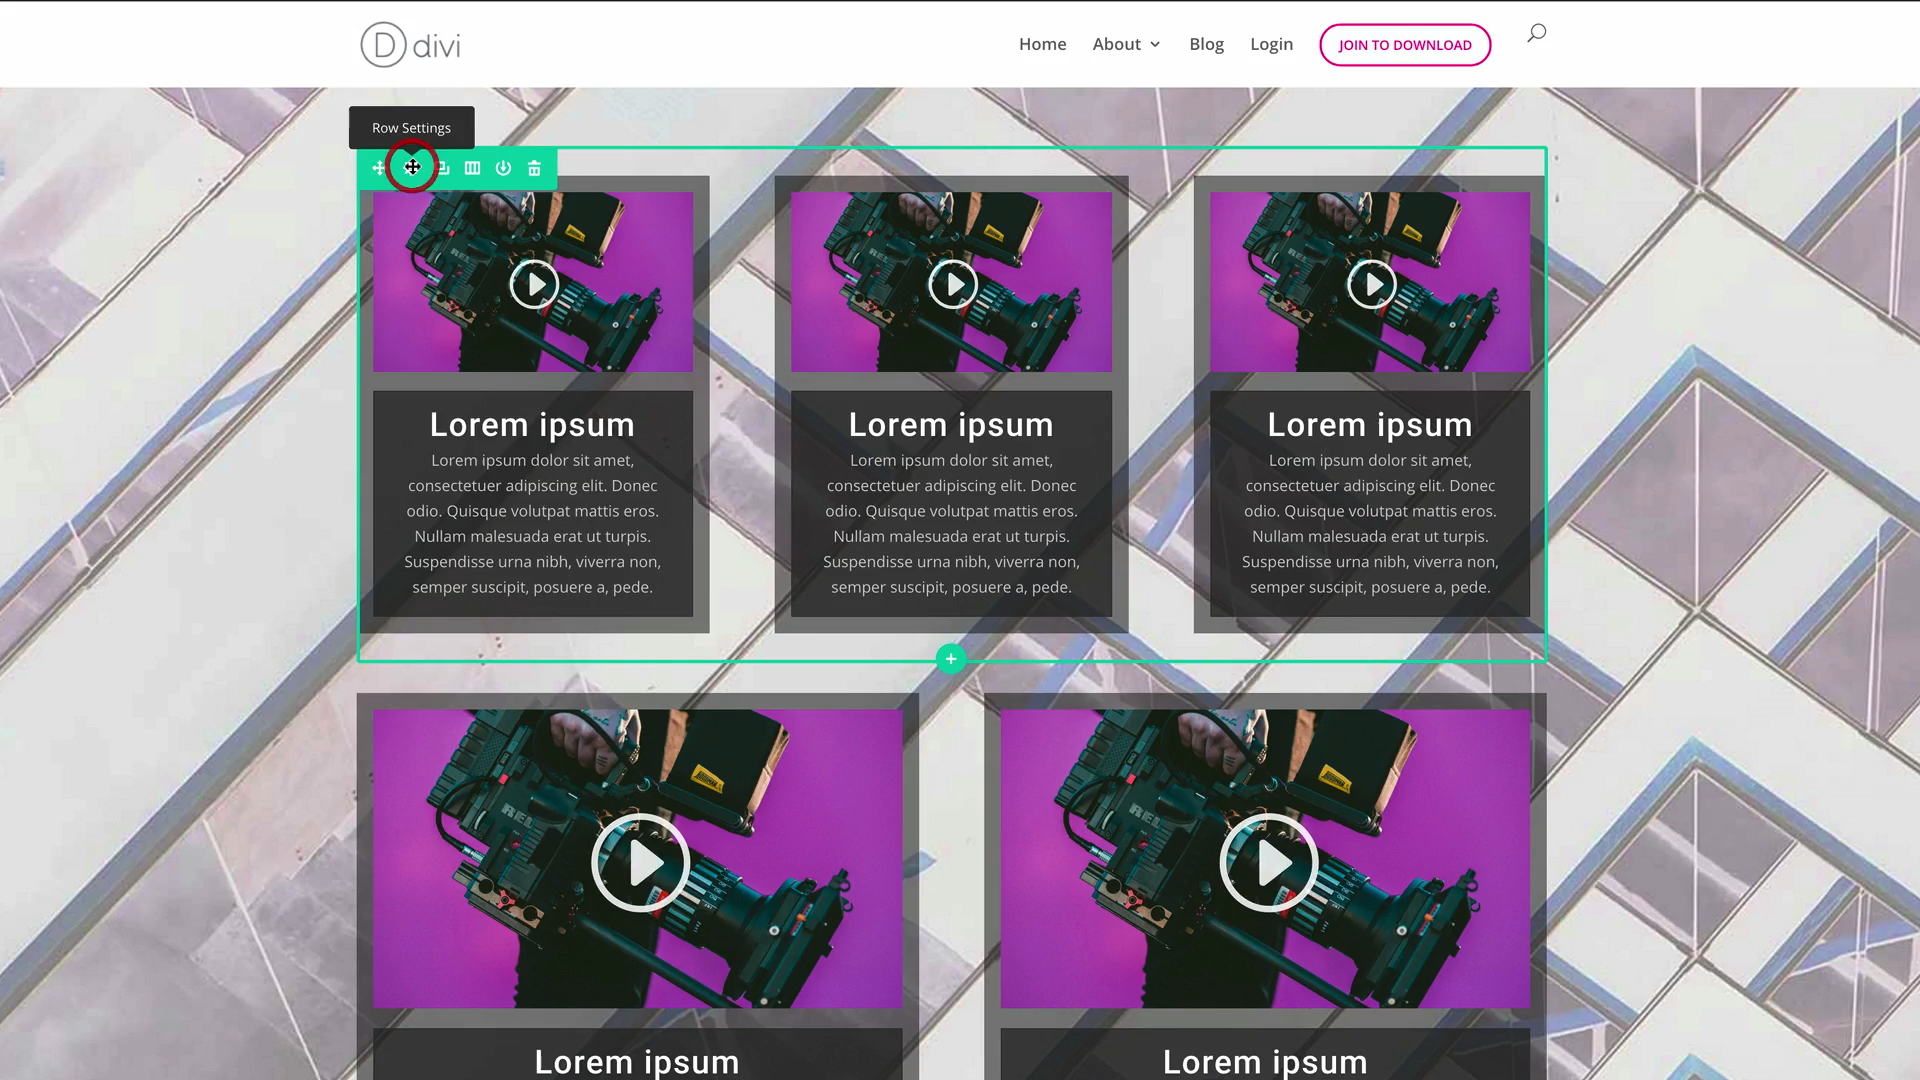 divi
Home
About
Blog
Login
JOIN TO DOWNLOAD
Row Settings
Lorem ipsum
Lorem ipsum dolor sit amet,
consectetuer adipiscing elit. Donec
odio. Quisque volutpat mattis eros.
Nullam malesuada erat ut turpis.
Suspendisse urna nibh, viverra non,
semper suscipit, posuere a, pede.
Lorem ipsum
Lorem ipsum dolor sit amet,
consectetuer adipiscing elit. Donec
odio. Quisque volutpat mattis eros.
Nullam malesuada erat ut turpis.
Suspendisse urna nibh, viverra non,
semper suscipit, posuere a, pede.
Lorem ipsum
Lorem ipsum dolor sit amet,
consectetuer adipiscing elit. Donec
odio. Quisque volutpat mattis eros.
Nullam malesuada erat ut turpis.
Suspendisse urna nibh, viverra non,
semper suscipit, posuere a, pede.
Lorem ipsum
Lorem ipsum